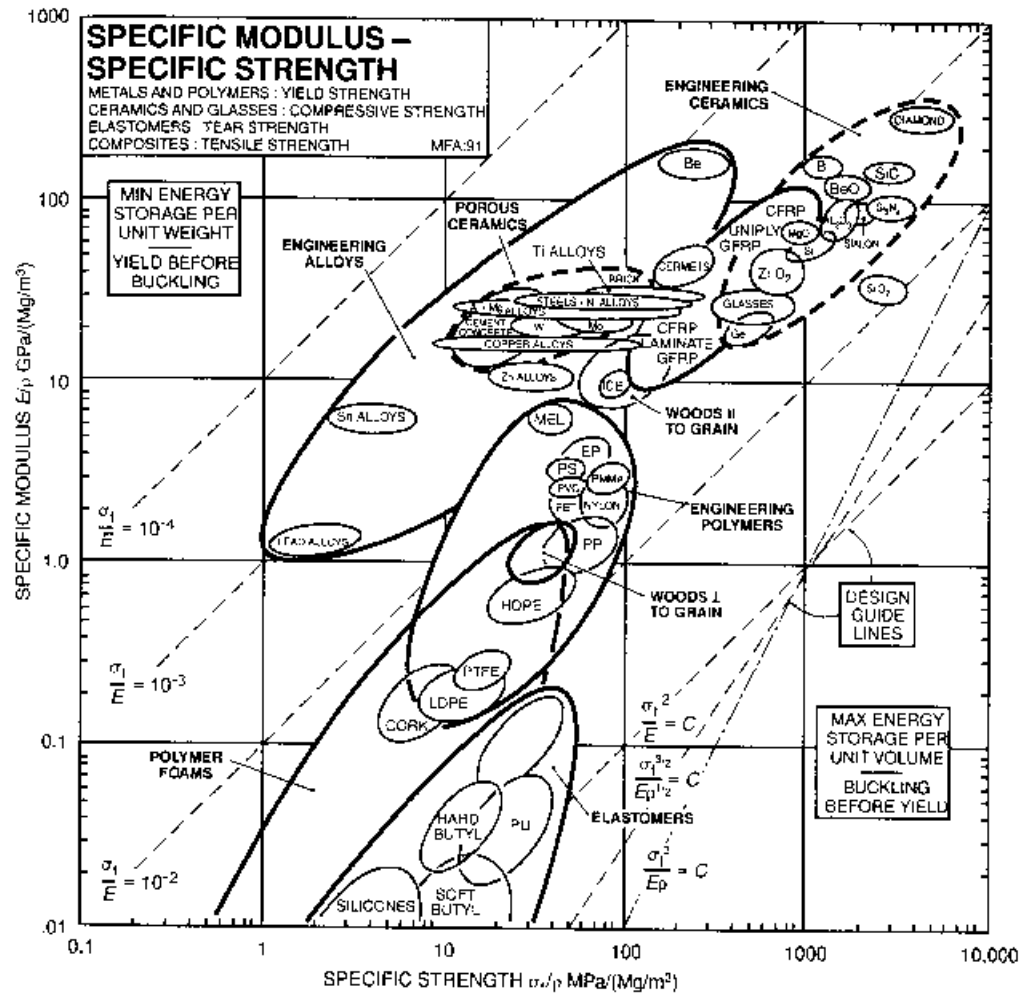 1000
SPECIFIC MODULUS –
SPECIFIC STRENGTH
METALS AND POLYMERS : YIELD STRENGTH
CERAMICS AND GLASSES : COMPRESSIVE STRENGTH
ELASTOMERS : TEAR STRENGTH
COMPOSITES : TENSILE STRENGTH MFA:91
MIN ENERGY
STORAGE PER
UNIT WEIGHT
YIELD BEFORE
BUCKLING
ENGINEERING
ALLOYS
POROUS
CERAMICS
Ti ALLOYS
ENGINEERING
CERAMICS
DIAMOND
Be
B
SiC
BeO
Si₃N₄
SIALON
CFRP
UNIPLY
GFRP
MgO
Si
ZrO₂
SiO₂
GLASSES
Ge
CERMETS
BRICK
STEELS
ALLOYS
CEMENT
CONCRETE
W
Mo
COPPER ALLOYS
CFRP
LAMINATE
GFRP
Zn ALLOYS
ICE
WOODS II
TO GRAIN
Sn ALLOYS
MEL
EP
PS
PMMA
PVC
PET
NYLON
PP
ENGINEERING
POLYMERS
LEAD ALLOYS
WOODS ⊥
TO GRAIN
HDPE
PTFE
LDPE
CORK
POLYMER
FOAMS
ELASTOMERS
HARD
BUTYL
PU
SILICONES
SOFT
BUTYL
DESIGN
GUIDE
LINES
MAX ENERGY
STORAGE PER
UNIT VOLUME
BUCKLING
BEFORE YIELD
σf/E = 10⁻⁴
σf/E = 10⁻³
σf/E = 10⁻²
σf²/E = C
σf^3/2/Eρ^1/2 = C
σf²/Eρ = C
100
10
1.0
0.1
.01
SPECIFIC MODULUS E/ρ GPa/(Mg/m³)
0.1
1
10
100
1000
10,000
SPECIFIC STRENGTH σf/ρ MPa/(Mg/m³)